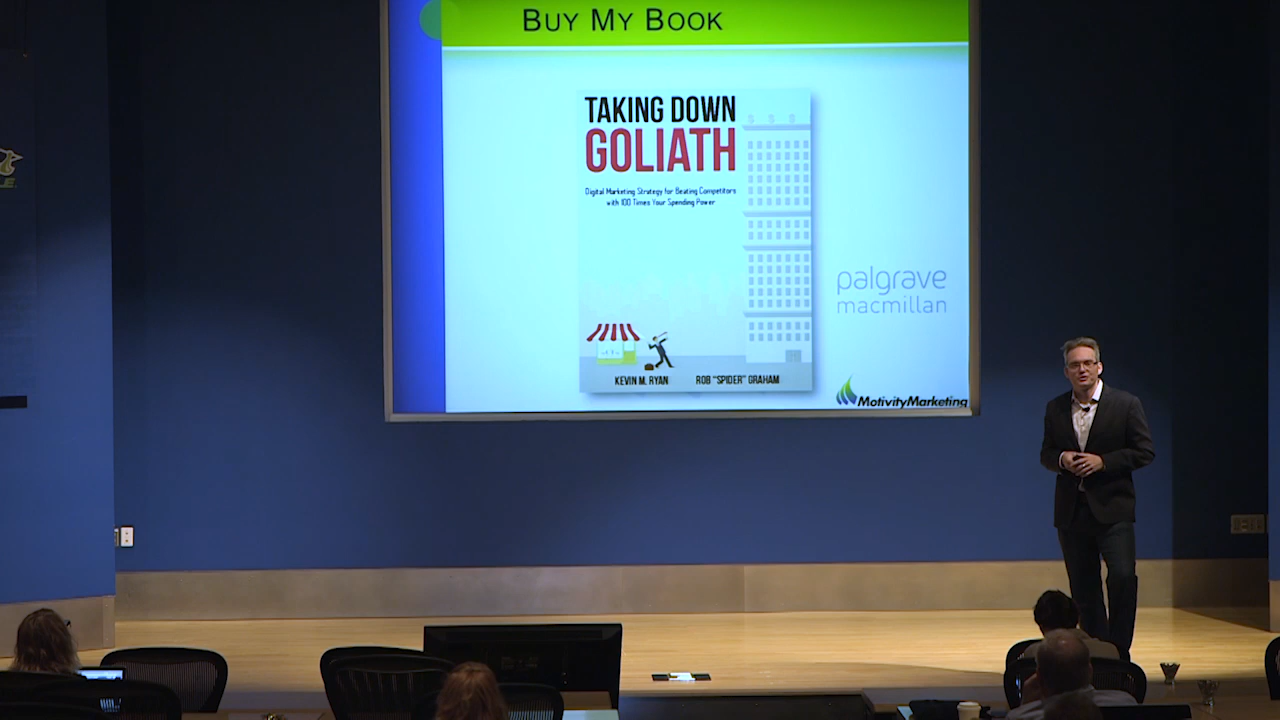 BUY MY BOOK
TAKING DOWN
GOLIATH
Digital Marketing Strategy for Beating Competitors
with 100 Times Your Spending Power
$ $ $
palgrave
macmillan
KEVIN M. RYAN ROB "SPIDER" GRAHAM
MotivityMarketing